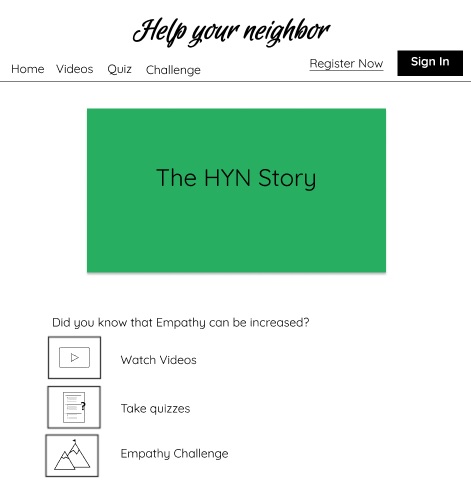 Help your neighbor
Home Videos Quiz Challenge Register Now Sign In
The HYN Story
Did you know that Empathy can be increased?
Watch Videos
?
Take quizzes
Empathy Challenge